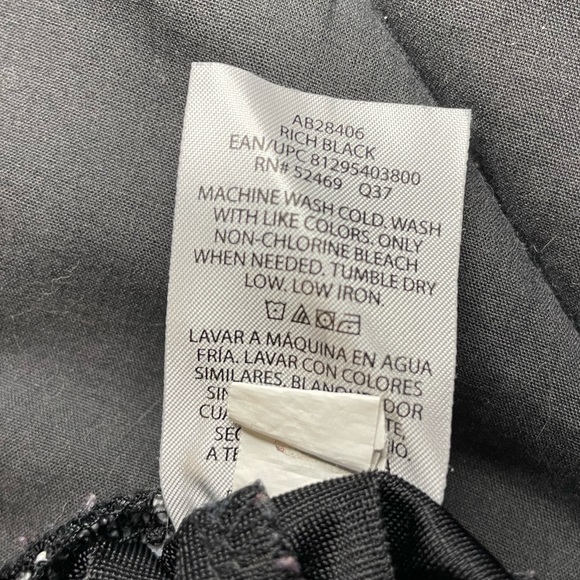 AB28406
RICH BLACK
EAN/UPC 81295403800
RN# 52469 Q37
MACHINE WASH COLD. WASH
WITH LIKE COLORS. ONLY
NON-CHLORINE BLEACH
WHEN NEEDED. TUMBLE DRY
LOW. LOW IRON.
LAVAR A MÁQUINA EN AGUA
FRÍA. LAVAR CON COLORES
SIMILARES.
A